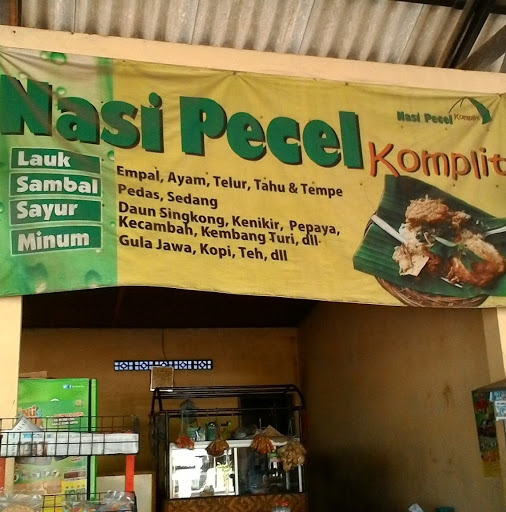 Nasi Pecel Komplit
Nasi Pecel Komplit
Lauk
Empal, Ayam, Telur, Tahu & Tempe
Sambal
Pedas, Sedang
Sayur
Daun Singkong, Kenikir, Pepaya,
Kecambah, Kembang Turi, dll
Minum
Gula Jawa, Kopi, Teh, dll